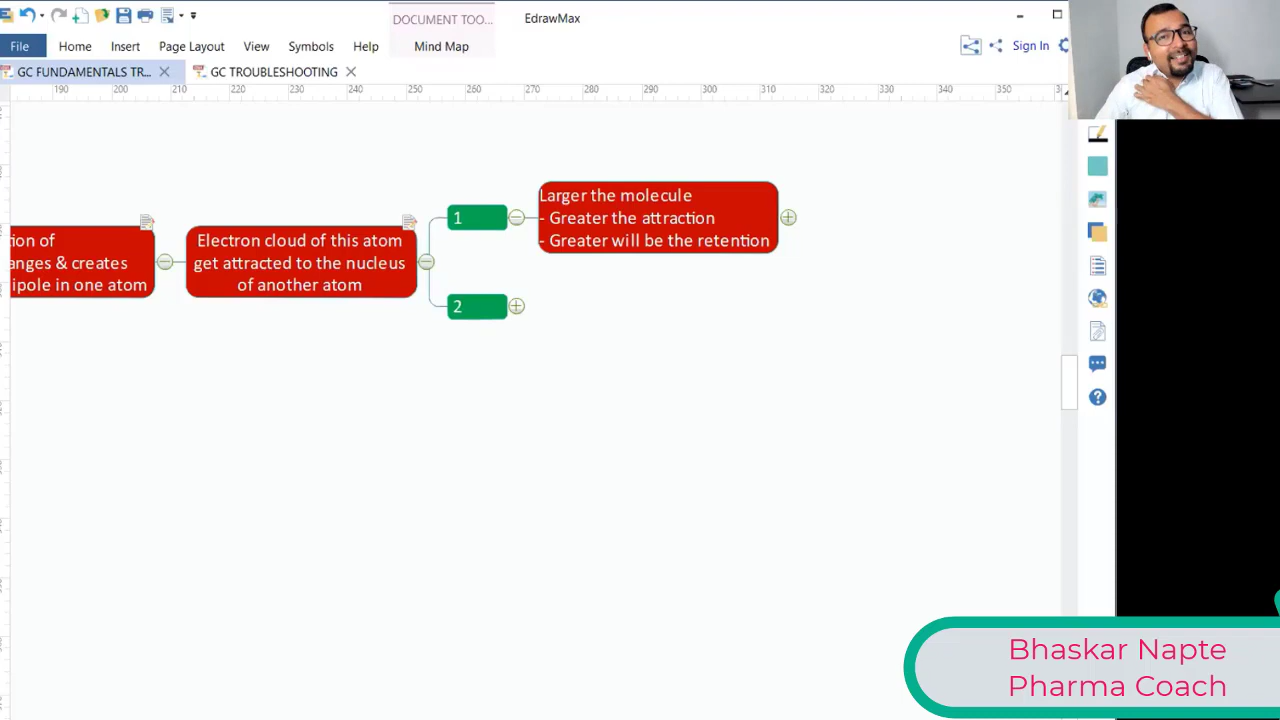 DOCUMENT TOO...
EdrawMax
File
Home
Insert
Page Layout
View
Symbols
Help
Mind Map
Sign In
GC FUNDAMENTALS TR...
GC TROUBLESHOOTING
190 200 210 220 230 240 250 260 270 280 290 300 310 320 330 340 350
tion of
anges & creates
ipole in one atom
Electron cloud of this atom
get attracted to the nucleus
of another atom
1
Larger the molecule
- Greater the attraction
- Greater will be the retention
2
Bhaskar Napte
Pharma Coach